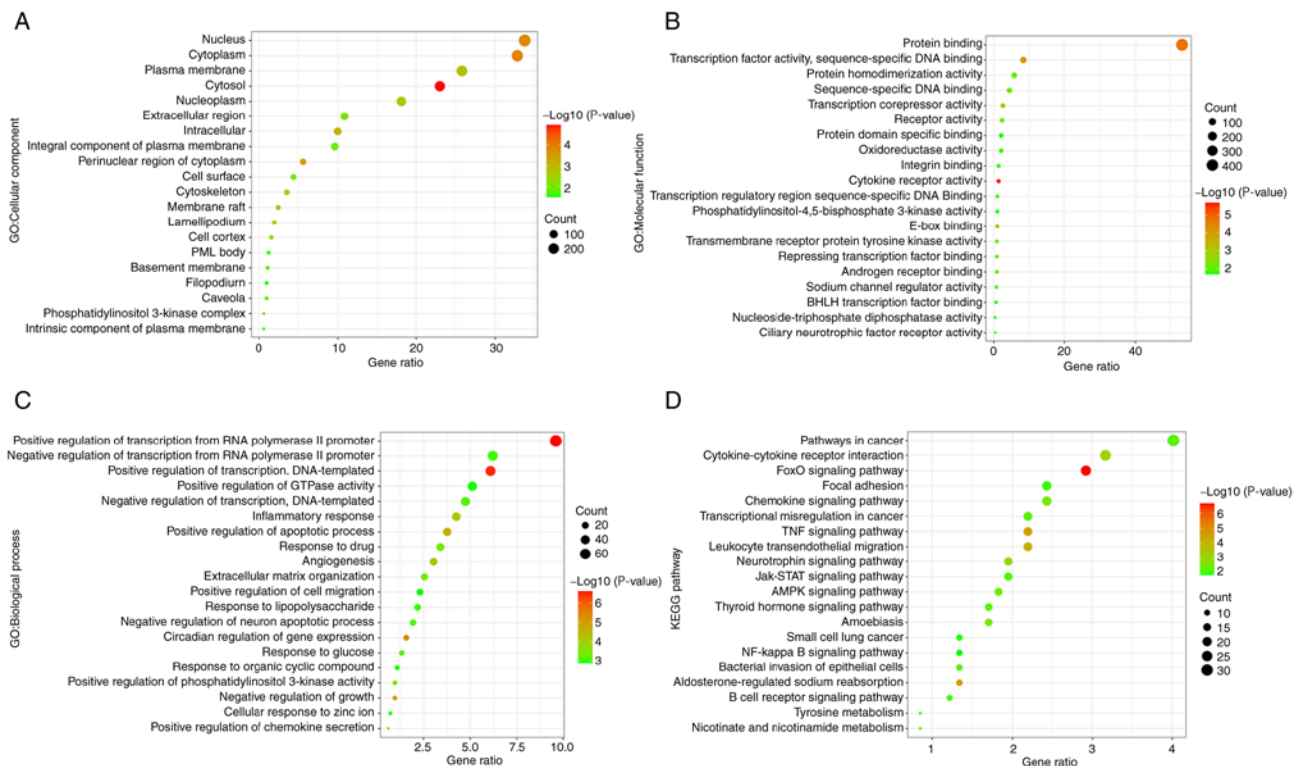 A
GO:Cellular component
Nucleus
Cytoplasm
Plasma membrane
Cytosol
Nucleoplasm
Extracellular region
Intracellular
Integral component of plasma membrane
Perinuclear region of cytoplasm
Cell surface
Cytoskeleton
Membrane raft
Lamellipodium
Cell cortex
PML body
Basement membrane
Filopodiurn
Caveola
Phosphatidylinositol 3-kinase complex
Intrinsic component of plasma membrane
0 10 20 30
Gene ratio
−Log10 (P-value)
4
3
2
Count
100
200
B
GO:Molecular function
Protein binding
Transcription factor activity, sequence-specific DNA binding
Protein homodimerization activity
Sequence-specific DNA binding
Transcription corepressor activity
Receptor activity
Protein domain specific binding
Oxidoreductase activity
Integrin binding
Cytokine receptor activity
Transcription regulatory region sequence-specific DNA Binding
Phosphatidylinositol-4,5-bisphosphate 3-kinase activity
E-box binding
Transmembrane receptor protein tyrosine kinase activity
Repressing transcription factor binding
Androgen receptor binding
Sodium channel regulator activity
BHLH transcription factor binding
Nucleoside-triphosphate diphosphatase activity
Ciliary neurotrophic factor receptor activity
0 20 40
Gene ratio
Count
100
200
300
400
−Log10 (P-value)
5
4
3
2
C
GO:Biological process
Positive regulation of transcription from RNA polymerase II promoter
Negative regulation of transcription from RNA polymerase II promoter
Positive regulation of transcription. DNA-templated
Positive regulation of GTPase activity
Negative regulation of transcription, DNA-templated
Inflammatory response
Positive regulation of apoptotic process
Response to drug
Angiogenesis
Extracellular matrix organization
Positive regulation of cell migration
Response to lipopolysaccharide
Negative regulation of neuron apoptotic process
Circadian regulation of gene expression
Response to glucose
Response to organic cyclic compound
Positive regulation of phosphatidylinositol 3-kinase activity
Negative regulation of growth
Cellular response to zinc ion
Positive regulation of chemokine secretion
2.5 5.0 7.5 10.0
Gene ratio
Count
20
40
60
−Log10 (P-value)
6
5
4
3
D
KEGG pathway
Pathways in cancer
Cytokine-cytokine receptor interaction
FoxO signaling pathway
Focal adhesion
Chemokine signaling pathway
Transcriptional misregulation in cancer
TNF signaling pathway
Leukocyte transendothelial migration
Neurotrophin signaling pathway
Jak-STAT signaling pathway
AMPK signaling pathway
Thyroid hormone signaling pathway
Amoebiasis
Small cell lung cancer
NF-kappa B signaling pathway
Bacterial invasion of epithelial cells
Aldosterone-regulated sodium reabsorption
B cell receptor signaling pathway
Tyrosine metabolism
Nicotinate and nicotinamide metabolism
1 2 3 4
Gene ratio
−Log10 (P-value)
6
5
4
3
2
Count
10
15
20
25
30